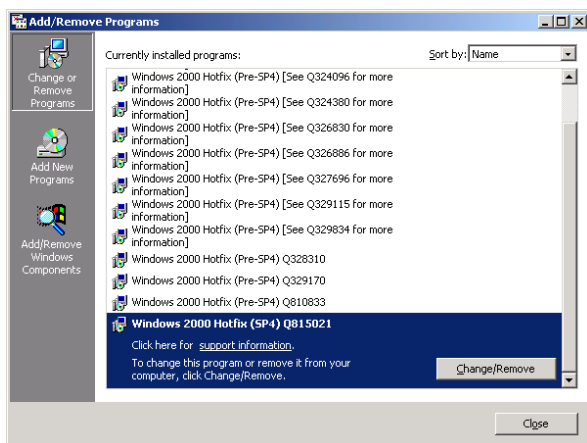 Add/Remove Programs
Change or
Remove
Programs
Add New
Programs
Add/Remove
Windows
Components
Currently installed programs:
Sort by: Name
Windows 2000 Hotfix (Pre-SP4) [See Q324096 for more
information]
Windows 2000 Hotfix (Pre-SP4) [See Q324380 for more
information]
Windows 2000 Hotfix (Pre-SP4) [See Q326830 for more
information]
Windows 2000 Hotfix (Pre-SP4) [See Q326886 for more
information]
Windows 2000 Hotfix (Pre-SP4) [See Q327696 for more
information]
Windows 2000 Hotfix (Pre-SP4) [See Q329115 for more
information]
Windows 2000 Hotfix (Pre-SP4) [See Q329834 for more
information]
Windows 2000 Hotfix (Pre-SP4) Q328310
Windows 2000 Hotfix (Pre-SP4) Q329170
Windows 2000 Hotfix (Pre-SP4) Q810833
Windows 2000 Hotfix (SP4) Q815021
Click here for support information.
To change this program or remove it from your
computer, click Change/Remove.
Change/Remove
Close